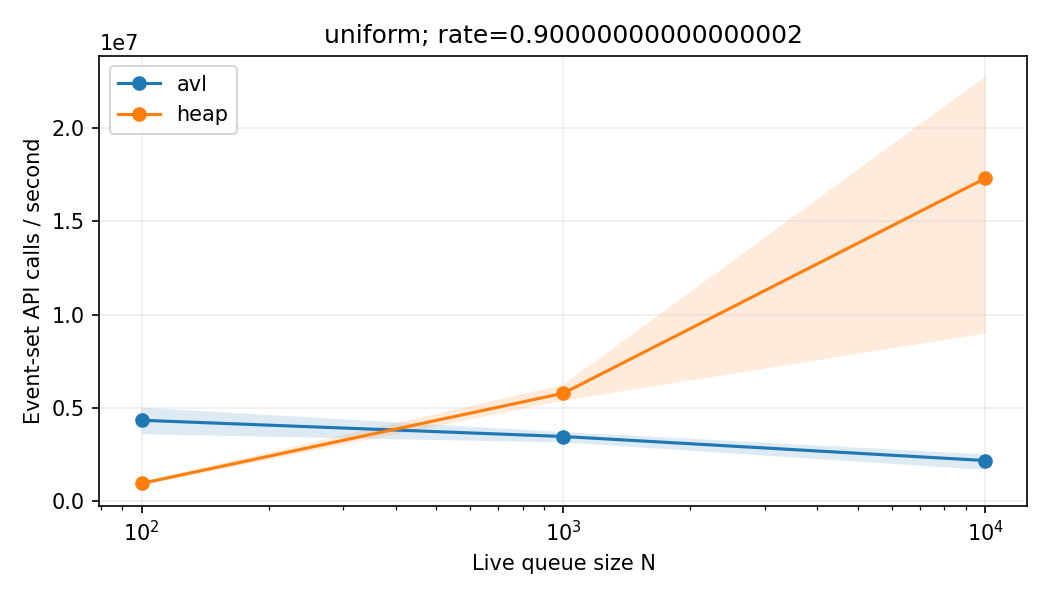 uniform; rate=0.90000000000000002
1e7
avl
heap
2.0
1.5
1.0
0.5
0.0
Event-set API calls / second
10² 10³ 10⁴
Live queue size N